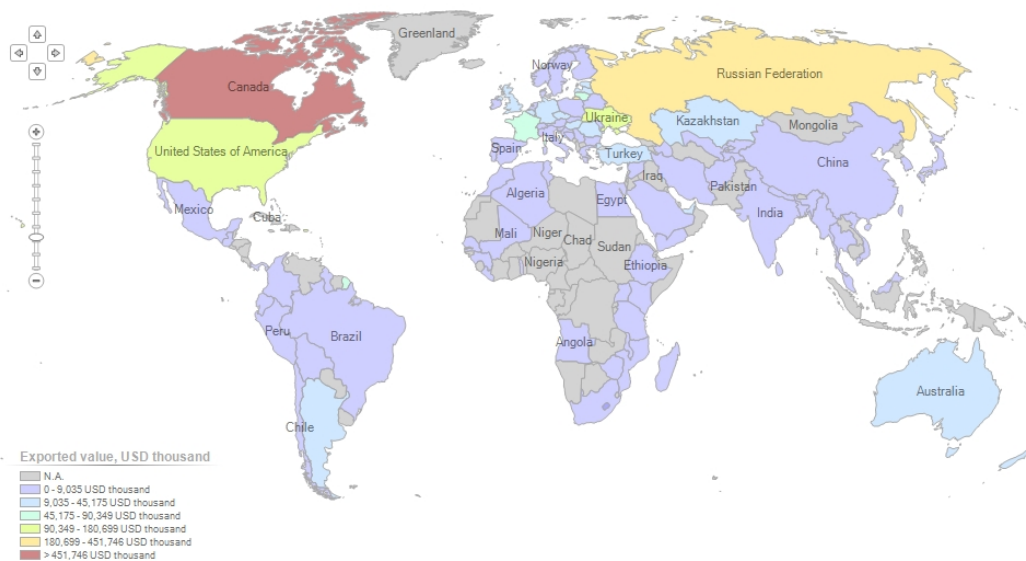 Greenland
Norway
Russian Federation
Canada
Ukraine
Kazakhstan
Mongolia
United States of America
Spain
Italy
Turkey
China
Iraq
Pakistan
Algeria
Egypt
India
Mexico
Cuba
Mali
Niger
Chad
Sudan
Nigeria
Ethiopia
Peru
Brazil
Angola
Australia
Chile
Exported value, USD thousand
N.A.
0 - 9,035 USD thousand
9,035 - 45,175 USD thousand
45,175 - 90,349 USD thousand
90,349 - 180,699 USD thousand
180,699 - 451,746 USD thousand
> 451,746 USD thousand